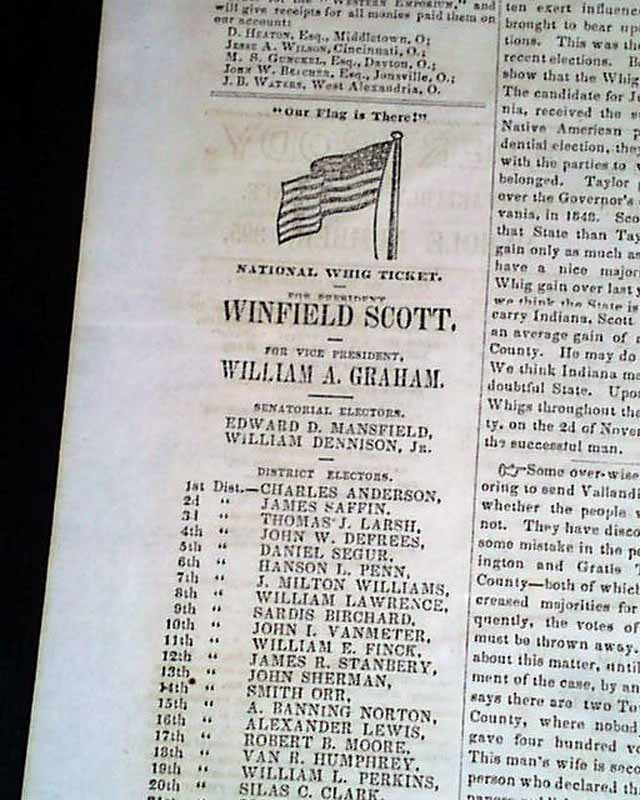 "Western Emporium," and
will give receipts for all monies paid them on
our account:
D. Heaton, Esq., Middletown, O;
Jesse A. Wilson, Cincinnati, O.;
M. S. Gunckel, Esq., Dayton, O.;
John W. Belcher, Esq., Jonsville, O.;
J. B. Waters, West Alexandria, O.
"Our Flag is There!"
NATIONAL WHIG TICKET.
FOR PRESIDENT
WINFIELD SCOTT.
FOR VICE PRESIDENT,
WILLIAM A. GRAHAM.
SENATORIAL ELECTORS.
EDWARD D. MANSFIELD,
WILLIAM DENNISON, Jr.
DISTRICT ELECTORS.
1st Dist.—CHARLES ANDERSON,
2d " JAMES SAFFIN.
3d " THOMAS J. LARSH,
4th " JOHN W. DEFREES,
5th " DANIEL SEGUR.
6th " HANSON L. PENN,
7th " J. MILTON WILLIAMS,
8th " WILLIAM LAWRENCE,
9th " SARDIS BIRCHARD,
10th " JOHN I. VANMETER,
11th " WILLIAM E. FINCK,
12th " JAMES R. STANBERY,
13th " JOHN SHERMAN,
14th " SMITH ORR,
15th " A. BANNING NORTON,
16th " ALEXANDER LEWIS,
17th " ROBERT B. MOORE,
18th " VAN R. HUMPHREY,
19th " WILLIAM L. PERKINS,
20th " SILAS C. CLARK,
ten exert influenc
brought to bear upo
tions. This was the
recent elections.
show that the Whig
The candidate for J
nia, received the
Native American p
dential election, they
with the parties to
belonged. Taylor
over the Governor's
vania, in 1848. Sco
that State than Tay
gain only as much as
have a nice major
Whig gain over last y
we think the State is
carry Indiana, Scott
an average gain of
County. He may do
We think Indiana ma
doubtful State. Upo
Whigs throughout the
ty, on the 2d of Nove
the successful man.
☞Some over-wise
oring to send Valland
whether the people
not. They have disco
some mistake in the po
ington and Gratis T
County—both of which
creased majorities for
quently, the votes of
must be thrown away.
about this matter, until
ment of the case, by an
says there are two To
County, where nobod
gave four hundred vo
This man's wife is seco
person who declared th